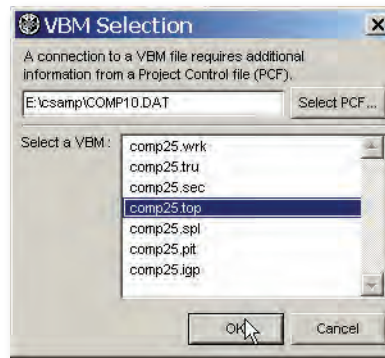 VBM Selection
A connection to a VBM file requires additional
information from a Project Control file (PCF).
E:\csamp\COMP10.DAT
Select PCF...
Select a VBM:
comp25.wrk
comp25.tru
comp25.sec
comp25.top
comp25.spl
comp25.pit
comp25.igp
OK
Cancel